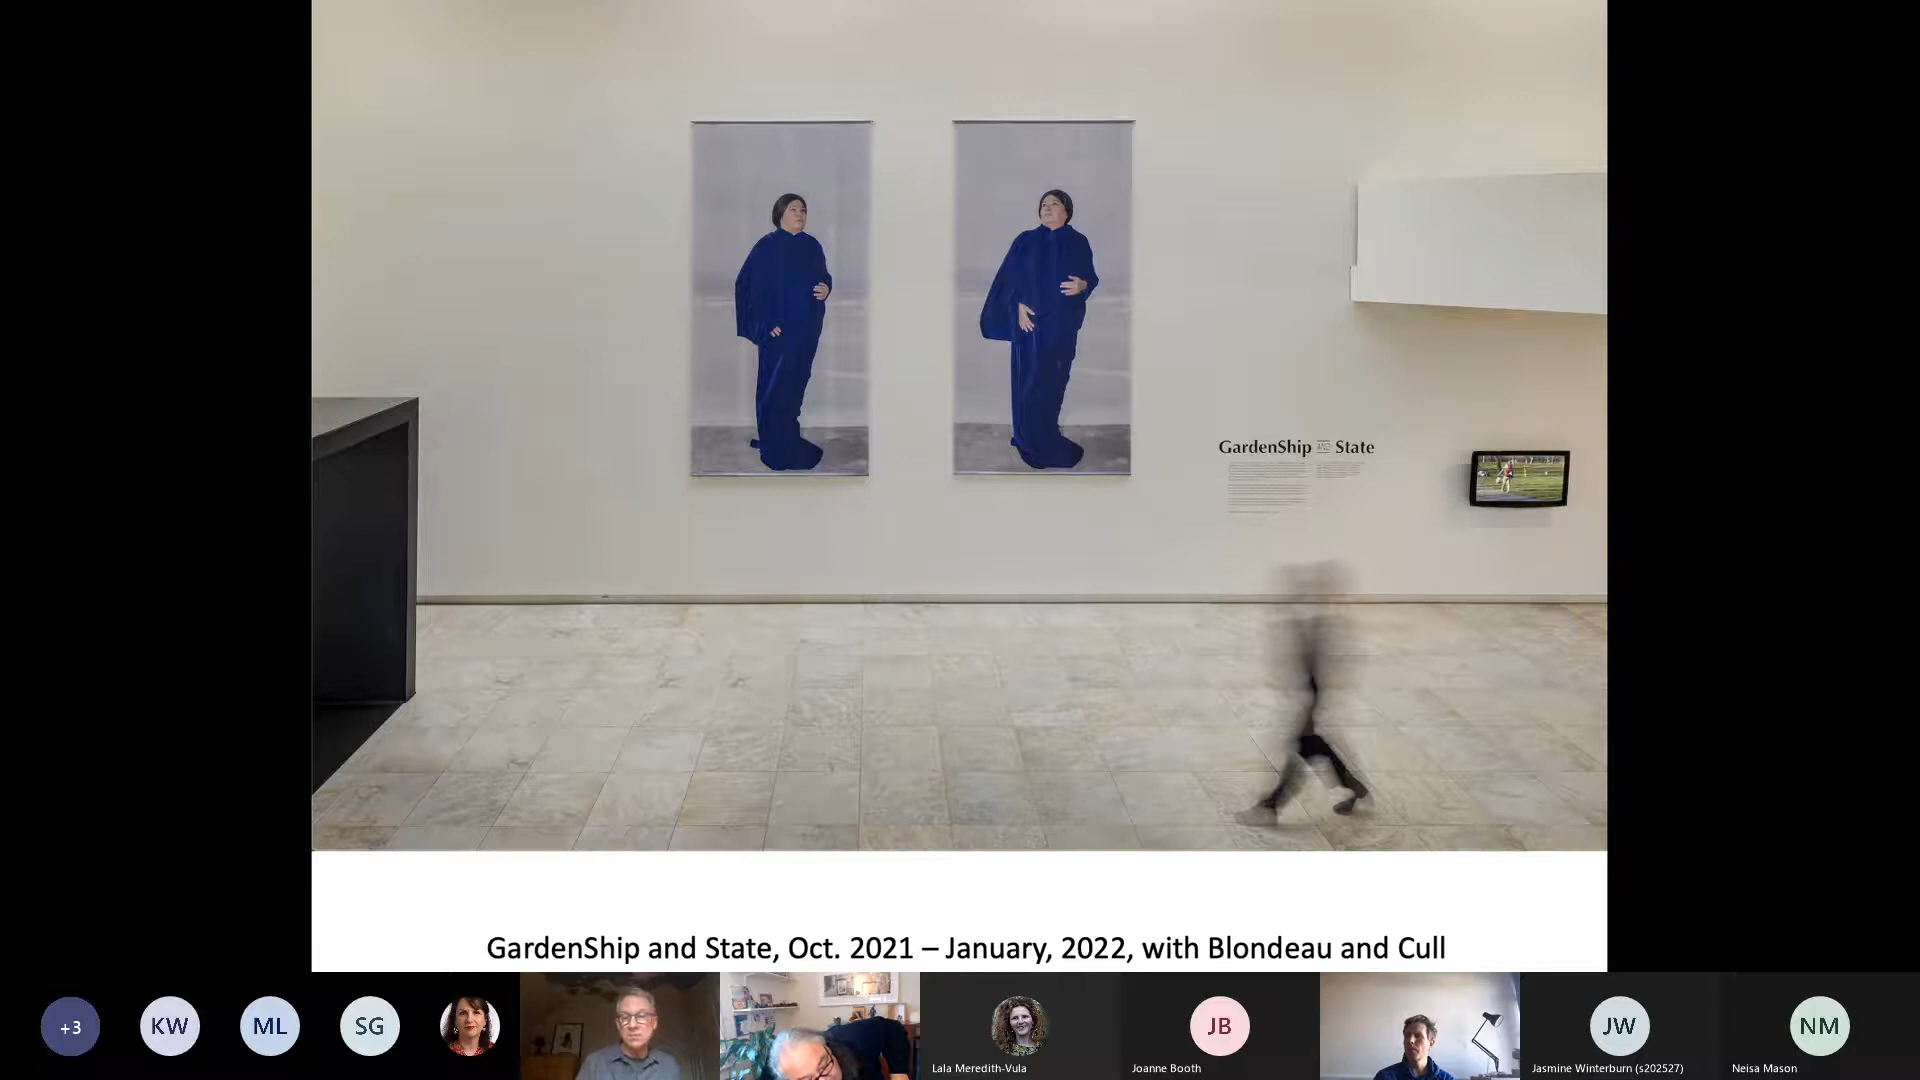 GardenShip AND State
GardenShip and State, Oct. 2021 – January, 2022, with Blondeau and Cull
+3
KW
ML
SG
Lala Meredith-Vula
JB
Joanne Booth
JW
Jasmine Winterburn (s202527)
NM
Neisa Mason